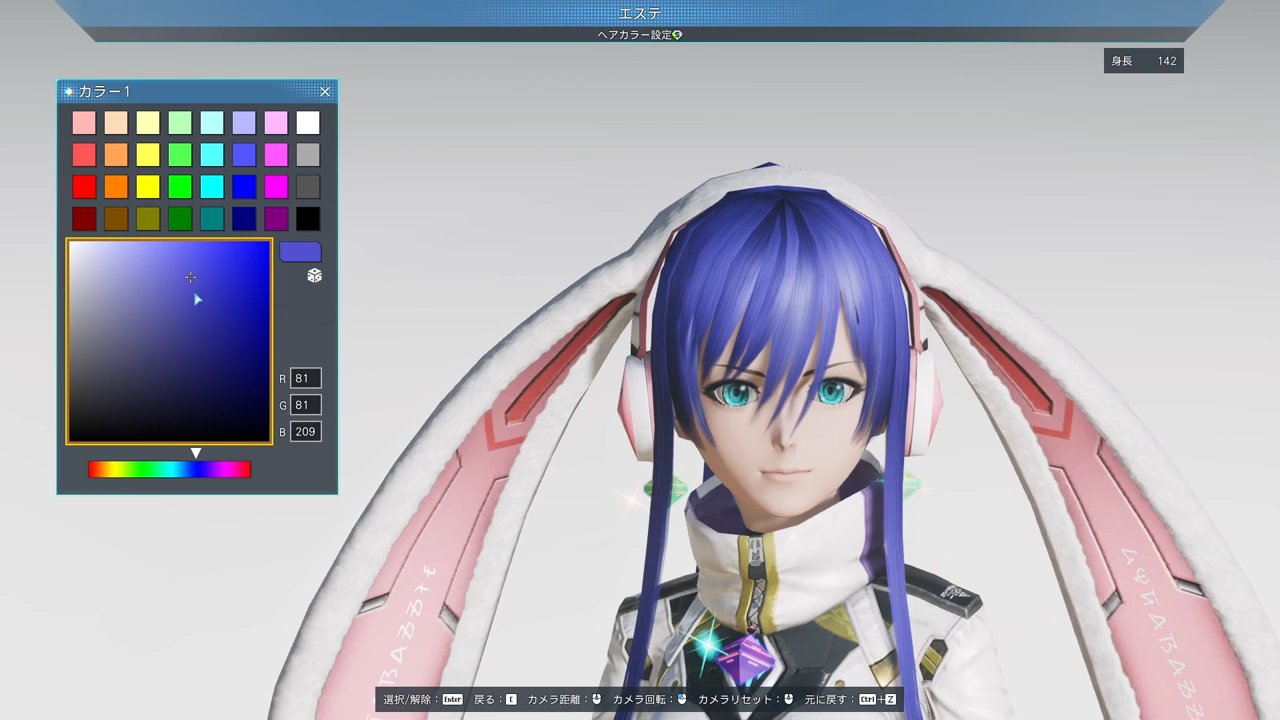 エステ
ヘアカラー設定
身長 142
カラー1
R 81
G 81
B 209
選択/解除：Enter 戻る：E カメラ距離： カメラ回転： カメラリセット： 元に戻す：Ctrl+Z